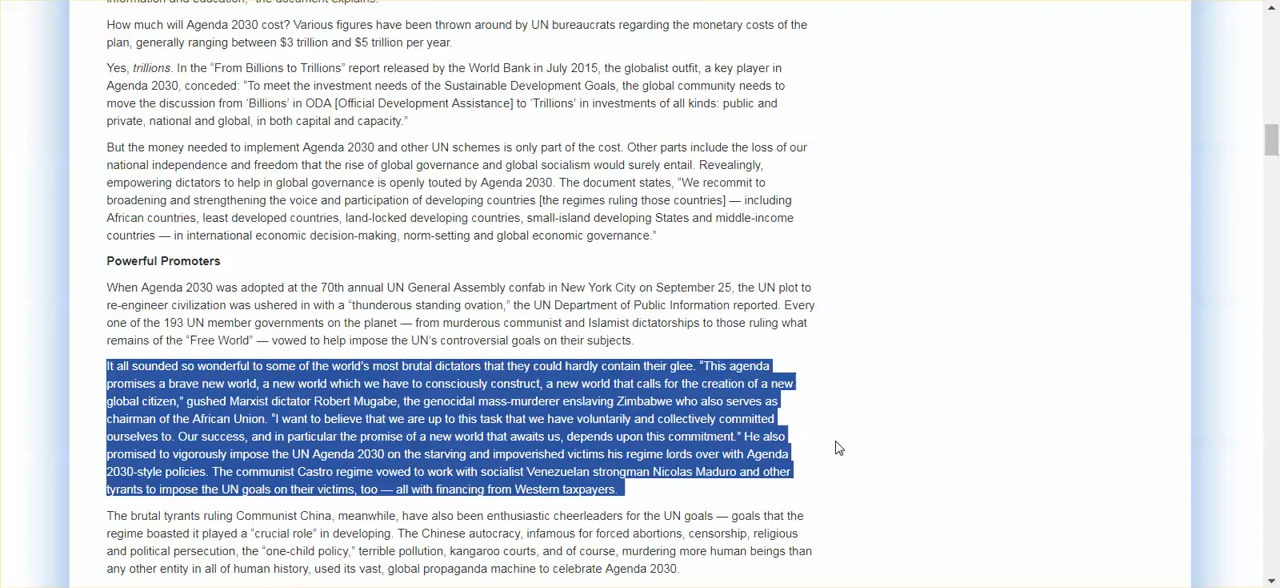 information and education," the document explains.
How much will Agenda 2030 cost? Various figures have been thrown around by UN bureaucrats regarding the monetary costs of the
plan, generally ranging between $3 trillion and $5 trillion per year.
Yes, trillions. In the “From Billions to Trillions” report released by the World Bank in July 2015, the globalist outfit, a key player in
Agenda 2030, conceded: “To meet the investment needs of the Sustainable Development Goals, the global community needs to
move the discussion from ‘Billions’ in ODA [Official Development Assistance] to ‘Trillions’ in investments of all kinds: public and
private, national and global, in both capital and capacity.”
But the money needed to implement Agenda 2030 and other UN schemes is only part of the cost. Other parts include the loss of our
national independence and freedom that the rise of global governance and global socialism would surely entail. Revealingly,
empowering dictators to help in global governance is openly touted by Agenda 2030. The document states, “We recommit to
broadening and strengthening the voice and participation of developing countries [the regimes ruling those countries] — including
African countries, least developed countries, land-locked developing countries, small-island developing States and middle-income
countries — in international economic decision-making, norm-setting and global economic governance.”
Powerful Promoters
When Agenda 2030 was adopted at the 70th annual UN General Assembly confab in New York City on September 25, the UN plot to
re-engineer civilization was ushered in with a “thunderous standing ovation,” the UN Department of Public Information reported. Every
one of the 193 UN member governments on the planet — from murderous communist and Islamist dictatorships to those ruling what
remains of the “Free World” — vowed to help impose the UN’s controversial goals on their subjects.
It all sounded so wonderful to some of the world’s most brutal dictators that they could hardly contain their glee. “This agenda
promises a brave new world, a new world which we have to consciously construct, a new world that calls for the creation of a new
global citizen,” gushed Marxist dictator Robert Mugabe, the genocidal mass-murderer enslaving Zimbabwe who also serves as
chairman of the African Union. “I want to believe that we are up to this task that we have voluntarily and collectively committed
ourselves to. Our success, and in particular the promise of a new world that awaits us, depends upon this commitment.” He also
promised to vigorously impose the UN Agenda 2030 on the starving and impoverished victims his regime lords over with Agenda
2030-style policies. The communist Castro regime vowed to work with socialist Venezuelan strongman Nicolas Maduro and other
tyrants to impose the UN goals on their victims, too — all with financing from Western taxpayers.
The brutal tyrants ruling Communist China, meanwhile, have also been enthusiastic cheerleaders for the UN goals — goals that the
regime boasted it played a “crucial role” in developing. The Chinese autocracy, infamous for forced abortions, censorship, religious
and political persecution, the “one-child policy,” terrible pollution, kangaroo courts, and of course, murdering more human beings than
any other entity in all of human history, used its vast, global propaganda machine to celebrate Agenda 2030.